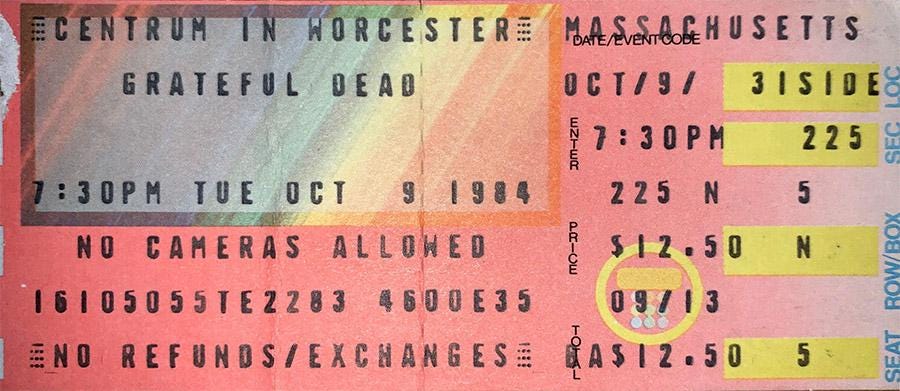 CENTRUM IN WORCESTER MASSACHUSETTS
DATE/EVENT CODE
GRATEFUL DEAD OCT/9/ 3 1SIDE
LOC
ENTER 7:30PM 225
SEC
7:30PM TUE OCT 9 1984 225 N 5
NO CAMERAS ALLOWED PRICE $12.50 N
ROW/BOX
16105055TE2283 4600E35 09/13
NO REFUNDS/EXCHANGES TOTAL A$12.50 5
SEAT